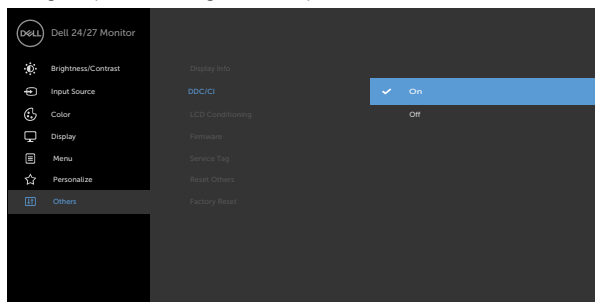 DELL Dell 24/27 Monitor
Brightness/Contrast
Input Source
Color
Display
Menu
Personalize
Others
Display Info
DDC/CI
LCD Conditioning
Firmware
Service Tag
Reset Others
Factory Reset
On
Off